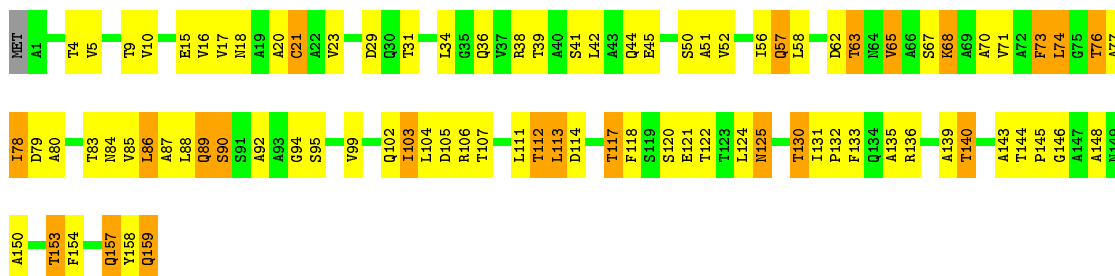 MET A1 T4 V5 T9 V10 E15 V16 V17 N18 A19 A20 C21 A22 V23 D29 Q30 T31 L34 G35 Q36 V37 R38 T39 A40 S41 L42 A43 Q44 E45 S50 A51 V52 I56 Q57 L58 D62 T63 N64 V65 A66 S67 K68 A69 A70 V71 A72 F73 L74 G75 T76 A77
I78 D79 A80 T83 N84 V85 L86 A87 L88 Q89 S90 S91 A92 A93 G94 S95 V99 Q102 I103 L104 D105 R106 T107 L111 T112 L113 D114 T117 F118 S119 S120 E121 T122 T123 L124 N125 T130 I131 P132 F133 Q134 A135 R136 A139 T140 A143 T144 P145 G146 A147 A148 N149
A150 T153 F154 Q157 Y158 Q159